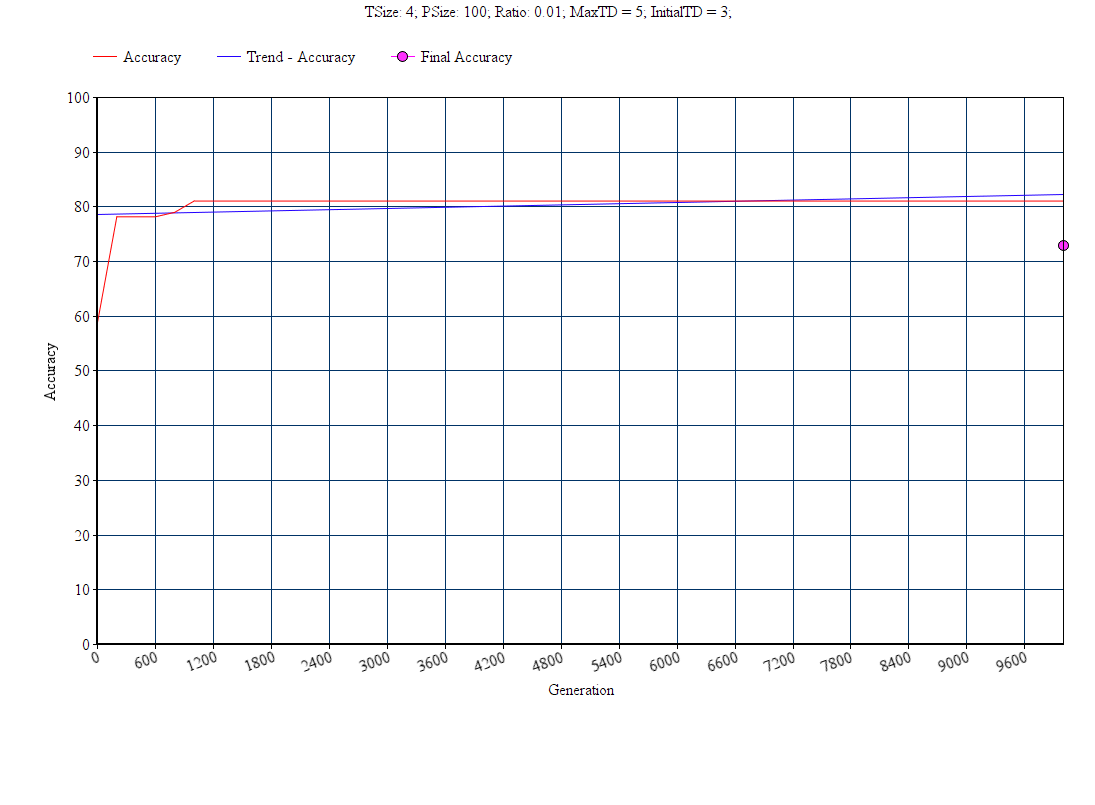 TSize: 4; PSize: 100; Ratio: 0.01; MaxTD = 5; InitialTD = 3;
Accuracy
Trend - Accuracy
Final Accuracy
100
90
80
70
60
50
40
30
20
10
0
Accuracy
0 600 1200 1800 2400 3000 3600 4200 4800 5400 6000 6600 7200 7800 8400 9000 9600
Generation